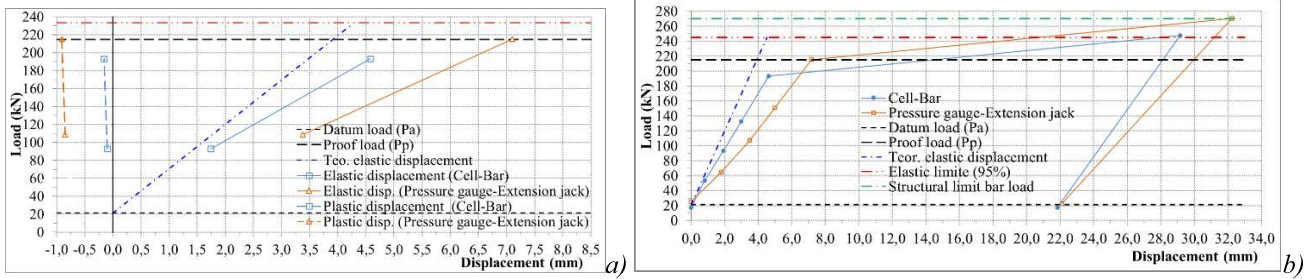 240
220
200
180
160
140
120
100
80
60
40
20
0
Load (kN)
-1,0 -0,5 0,0 0,5 1,0 1,5 2,0 2,5 3,0 3,5 4,0 4,5 5,0 5,5 6,0 6,5 7,0 7,5 8,0 8,5
Displacement (mm)
Datum load (Pa)
Proof load (Pp)
Teo. elastic displacement
Elastic displacement (Cell-Bar)
Elastic disp. (Pressure gauge-Extension jack)
Plastic displacement (Cell-Bar)
Plastic disp. (Pressure gauge-Extension jack)
a)
280
260
240
220
200
180
160
140
120
100
80
60
40
20
0
Load (kN)
0,0 2,0 4,0 6,0 8,0 10,0 12,0 14,0 16,0 18,0 20,0 22,0 24,0 26,0 28,0 30,0 32,0 34,0
Displacement (mm)
Cell-Bar
Pressure gauge-Extension jack
Datum load (Pa)
Proof load (Pp)
Teor. elastic displacement
Elastic limite (95%)
Structural limit bar load
b)